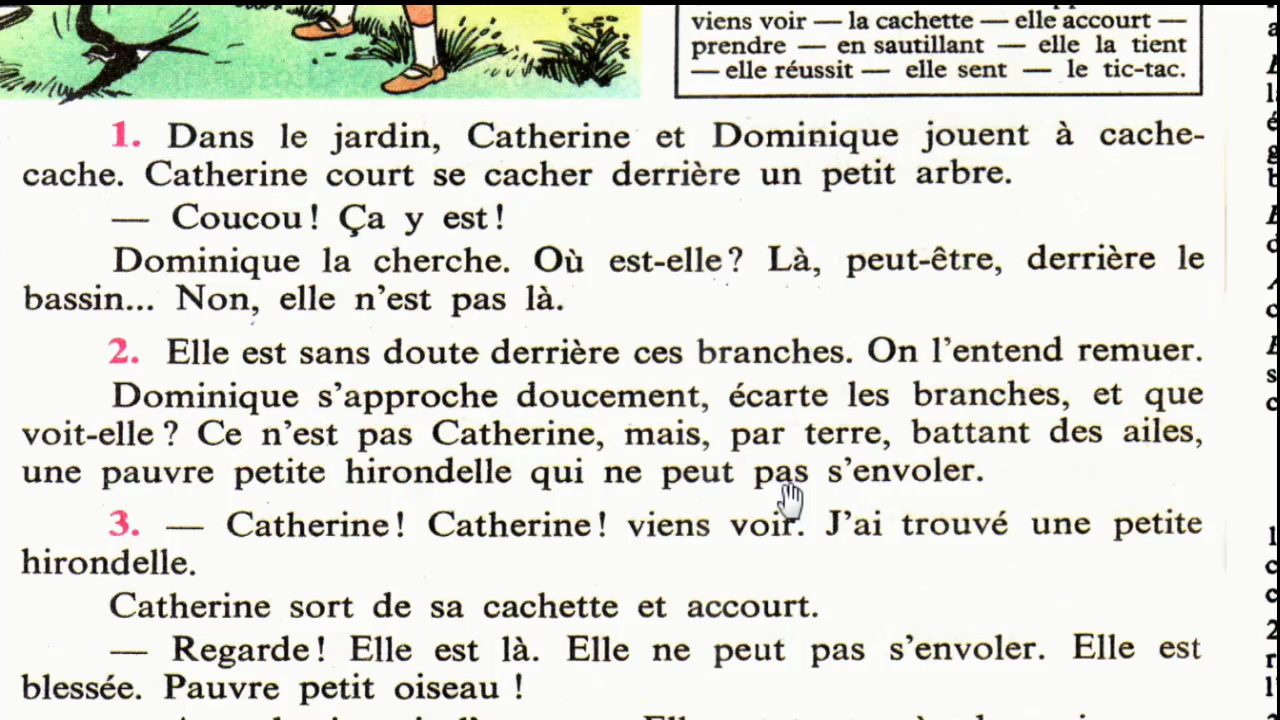 viens voir — la cachette — elle accourt —
prendre — en sautillant — elle la tient
— elle réussit — elle sent — le tic-tac.
1. Dans le jardin, Catherine et Dominique jouent à cache-
cache. Catherine court se cacher derrière un petit arbre.
— Coucou! Ça y est!
Dominique la cherche. Où est-elle? Là, peut-être, derrière le
bassin... Non, elle n'est pas là.
2. Elle est sans doute derrière ces branches. On l'entend remuer.
Dominique s'approche doucement, écarte les branches, et que
voit-elle? Ce n'est pas Catherine, mais, par terre, battant des ailes,
une pauvre petite hirondelle qui ne peut pas s'envoler.
3. — Catherine! Catherine! viens voir. J'ai trouvé une petite
hirondelle.
Catherine sort de sa cachette et accourt.
— Regarde! Elle est là. Elle ne peut pas s'envoler. Elle est
blessée. Pauvre petit oiseau !